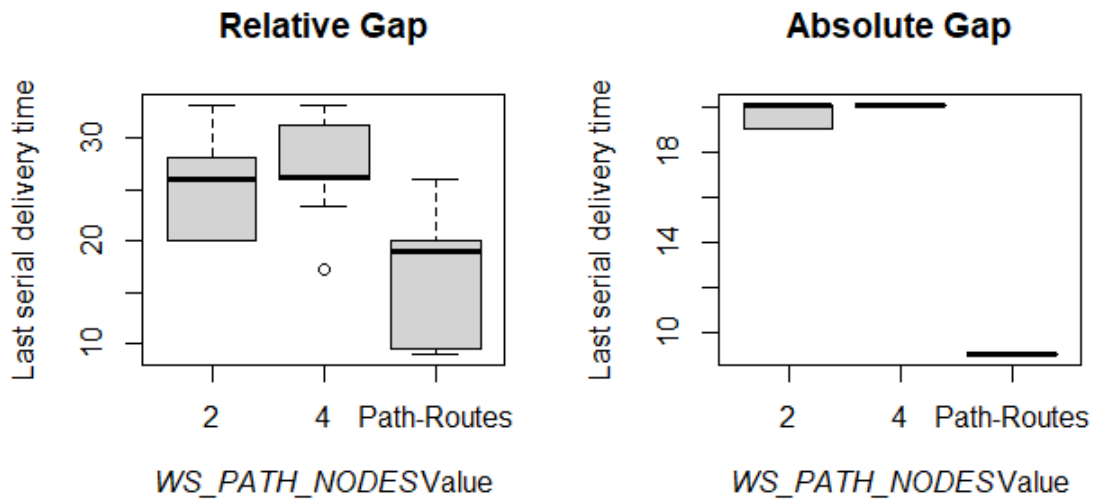 Relative Gap
Last serial delivery time
30
20
10
2 4 Path-Routes
WS_PATH_NODES Value
Absolute Gap
Last serial delivery time
18
14
10
2 4 Path-Routes
WS_PATH_NODES Value